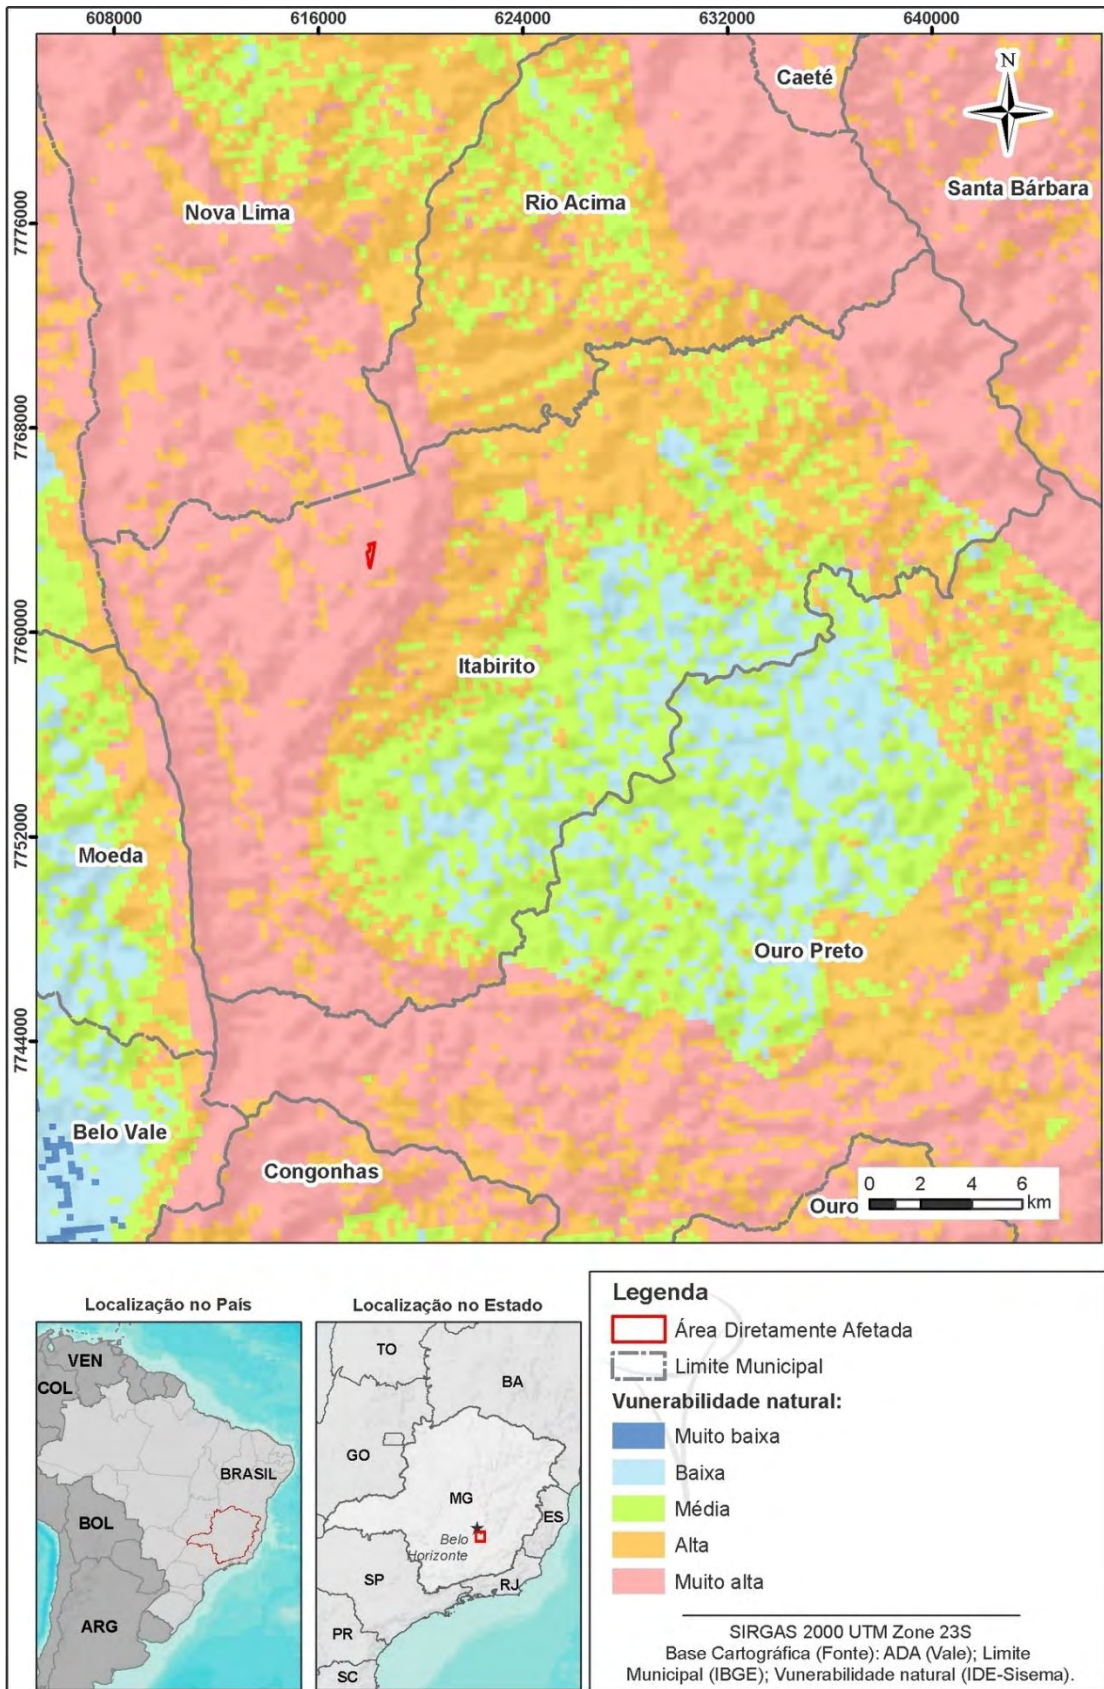 608000 616000 624000 632000 640000
Caeté
N
Santa Bárbara
Rio Acima
Nova Lima
7776000
7768000
7760000
Itabirito
7752000
Moeda
Ouro Preto
7744000
Belo Vale
Congonhas
Ouro
0 2 4 6
km
Localização no País
VEN
COL
BRASIL
BOL
ARG
Localização no Estado
TO
BA
GO
MG
ES
Belo
Horizonte
SP
RJ
PR
SC
Legenda
Área Diretamente Afetada
Limite Municipal
Vunerabilidade natural:
Muito baixa
Baixa
Média
Alta
Muito alta
SIRGAS 2000 UTM Zone 23S
Base Cartográfica (Fonte): ADA (Vale); Limite
Municipal (IBGE); Vunerabilidade natural (IDE-Sisema).